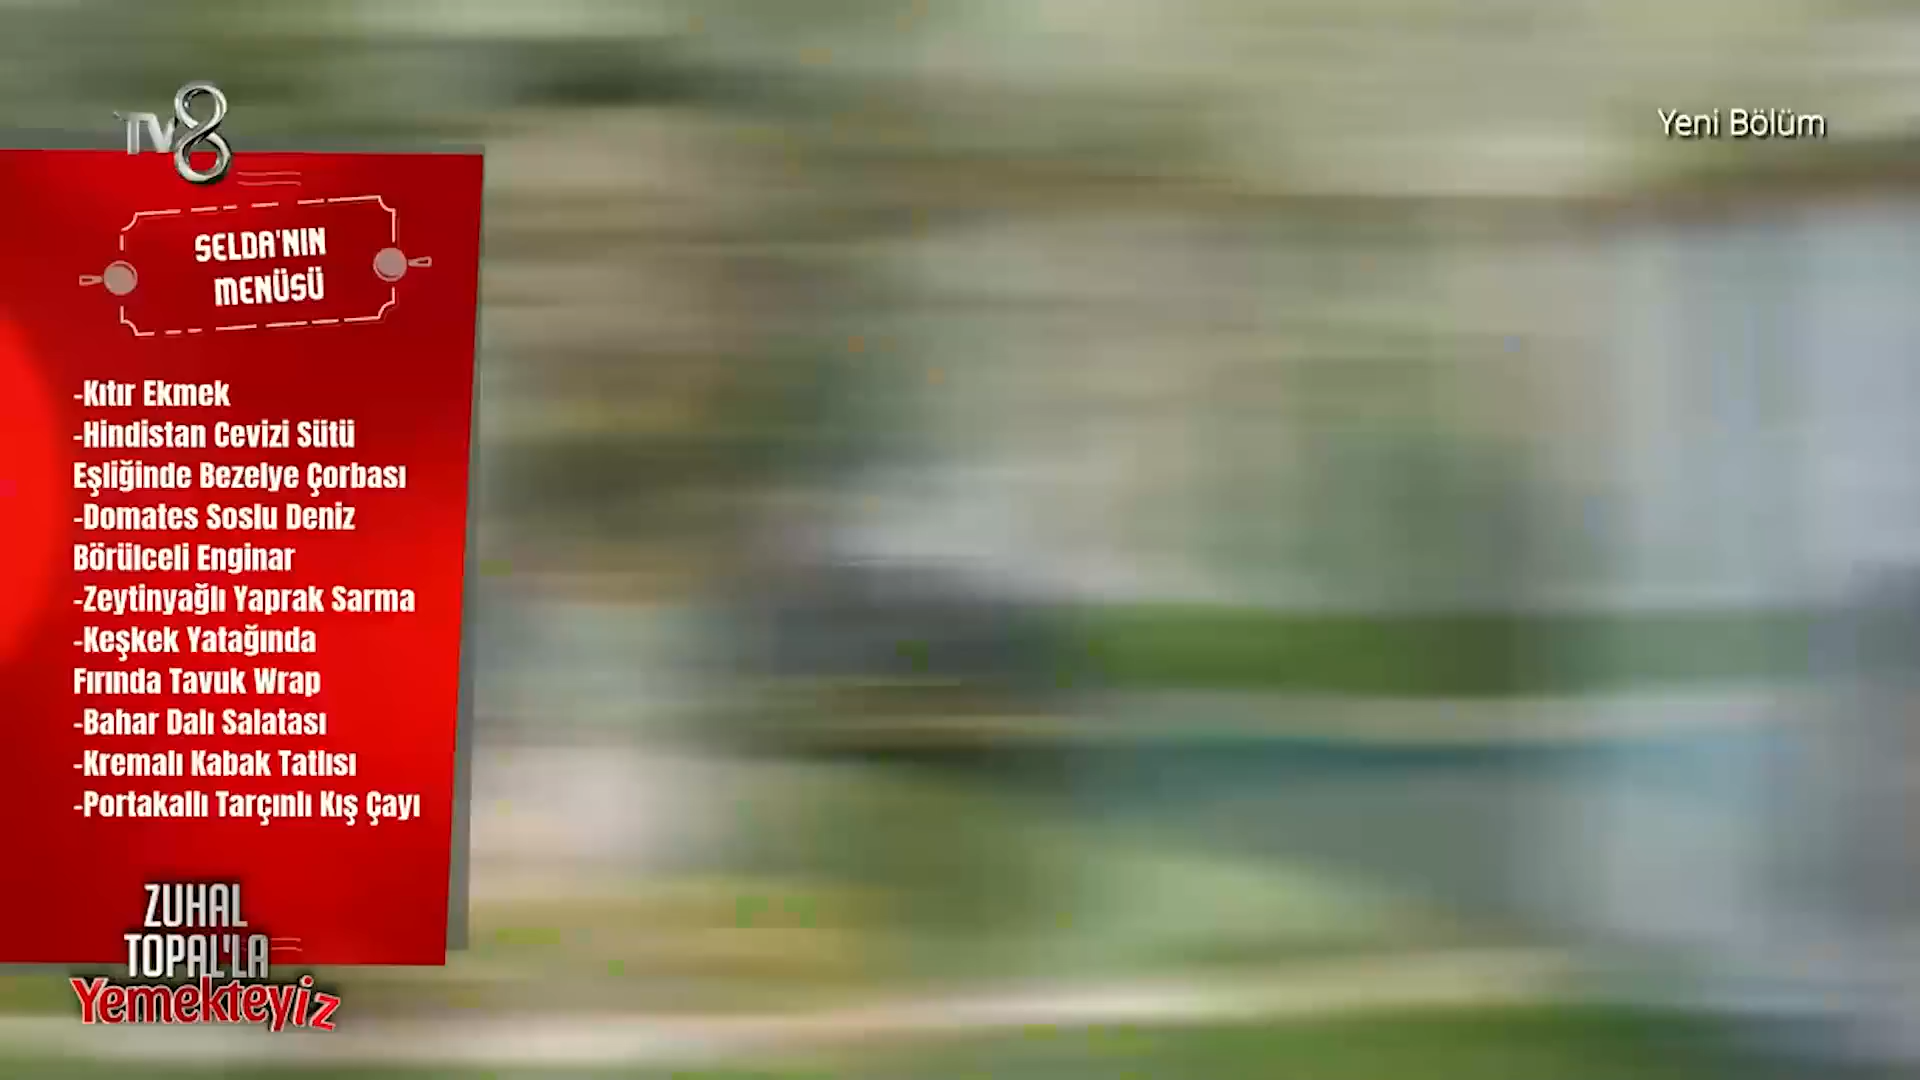 TV8
Yeni Bölüm
SELDA'NIN
MENÜSÜ
-Kıtır Ekmek
-Hindistan Cevizi Sütü
Eşliğinde Bezelye Çorbası
-Domates Soslu Deniz
Börülceli Enginar
-Zeytinyağlı Yaprak Sarma
-Keşkek Yatağında
Fırında Tavuk Wrap
-Bahar Dalı Salatası
-Kremalı Kabak Tatlısı
-Portakallı Tarçınlı Kış Çayı
ZUHAL
TOPAL'LA
Yemekteyiz